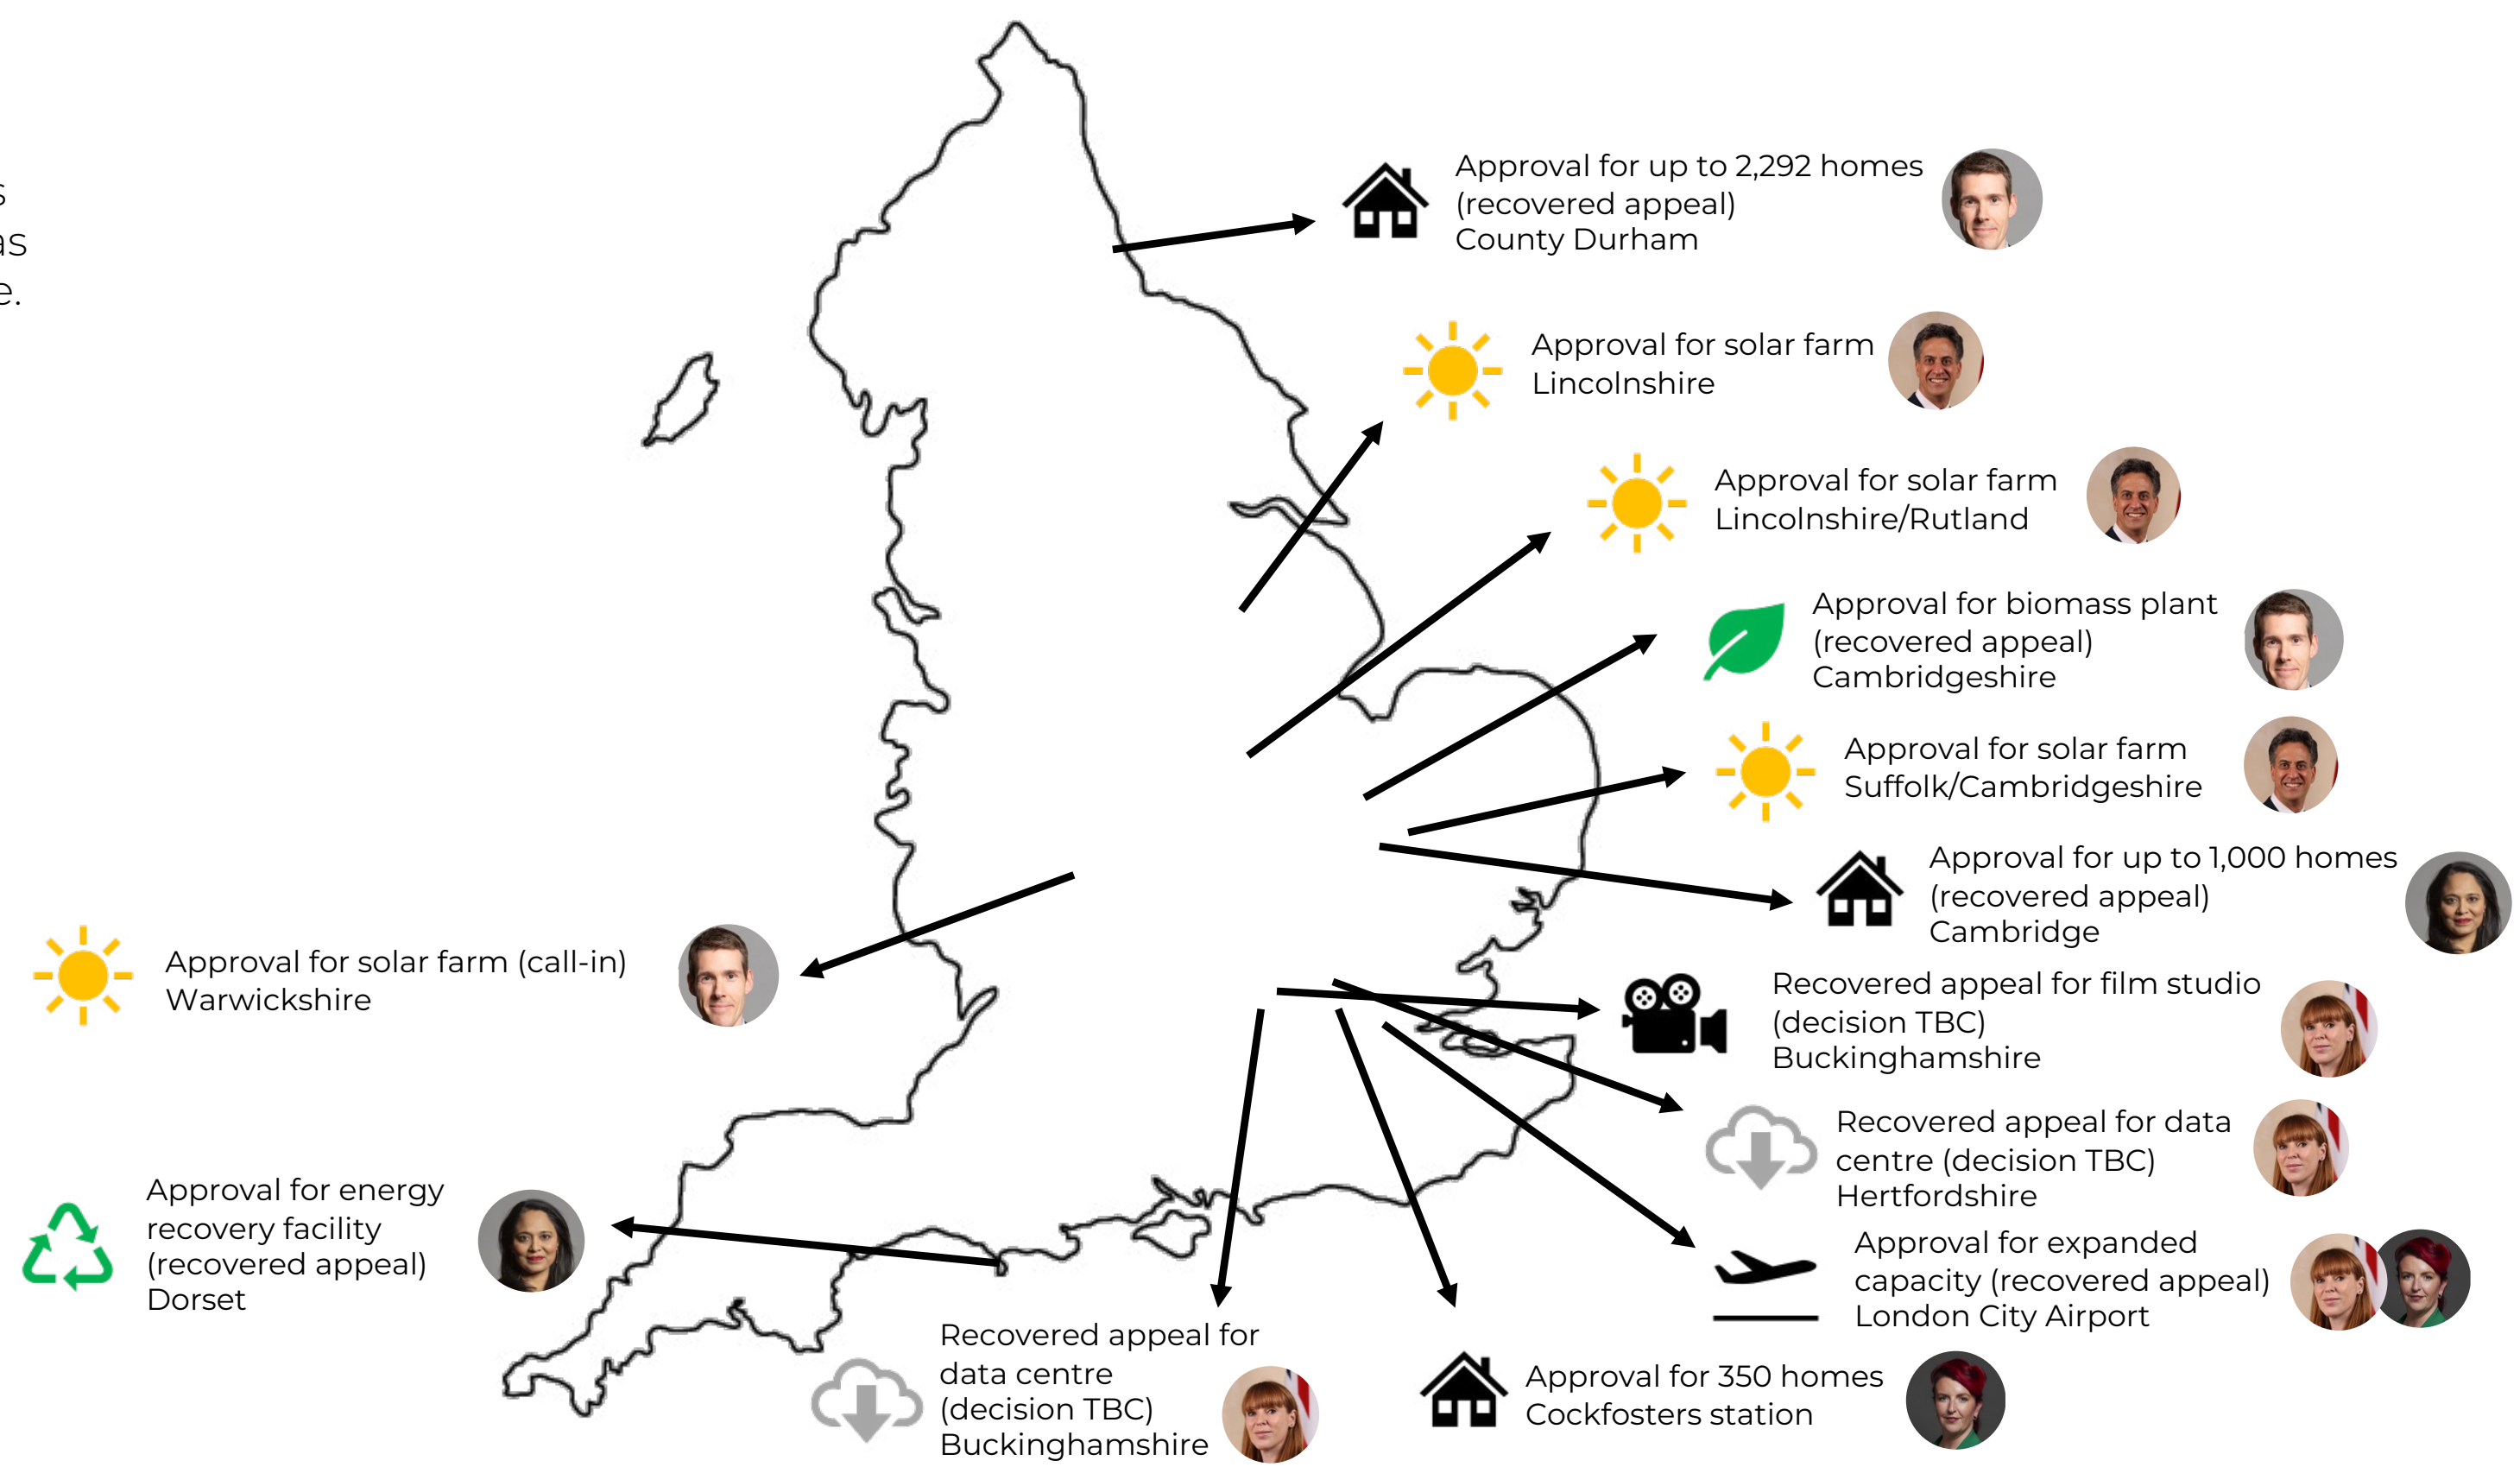 s
as
e.
Approval for up to 2,292 homes
(recovered appeal)
County Durham
Approval for solar farm
Lincolnshire
Approval for solar farm
Lincolnshire/Rutland
Approval for biomass plant
(recovered appeal)
Cambridgeshire
Approval for solar farm
Suffolk/Cambridgeshire
Approval for up to 1,000 homes
(recovered appeal)
Cambridge
Approval for solar farm (call-in)
Warwickshire
Recovered appeal for film studio
(decision TBC)
Buckinghamshire
Recovered appeal for data
centre (decision TBC)
Hertfordshire
Approval for energy
recovery facility
(recovered appeal)
Dorset
Approval for expanded
capacity (recovered appeal)
London City Airport
Recovered appeal for
data centre
(decision TBC)
Buckinghamshire
Approval for 350 homes
Cockfosters station